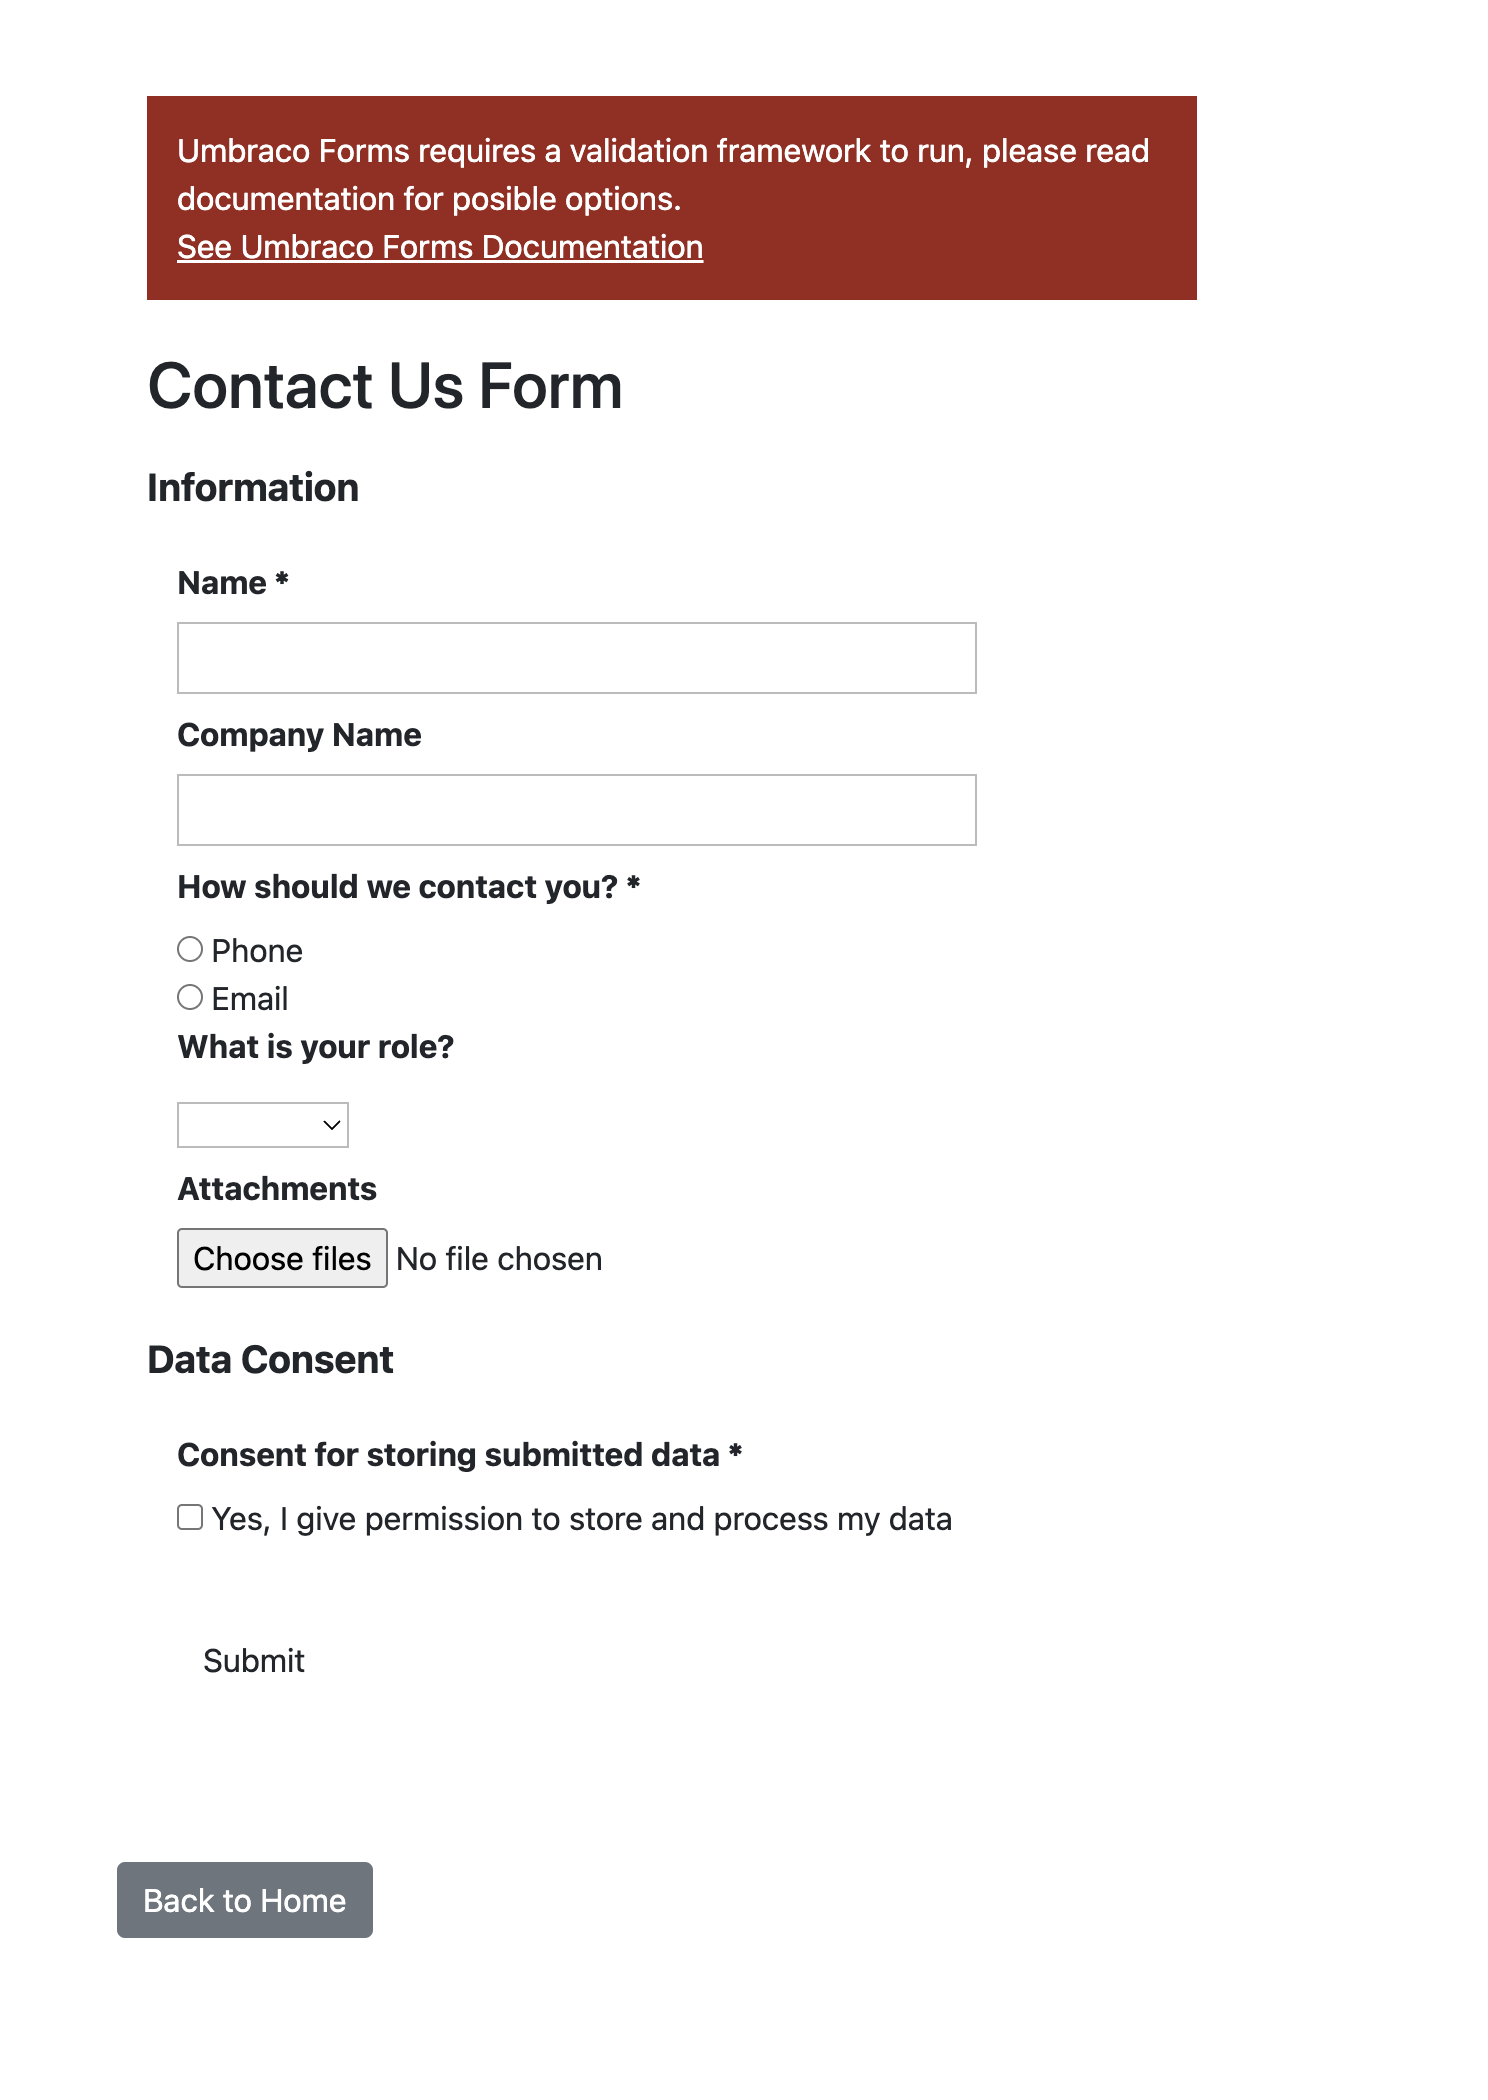 Umbraco Forms requires a validation framework to run, please read
documentation for posible options.
See Umbraco Forms Documentation
Contact Us Form
Information
Name *
Company Name
How should we contact you? *
Phone
Email
What is your role?
Attachments
Choose files No file chosen
Data Consent
Consent for storing submitted data *
Yes, I give permission to store and process my data
Submit
Back to Home